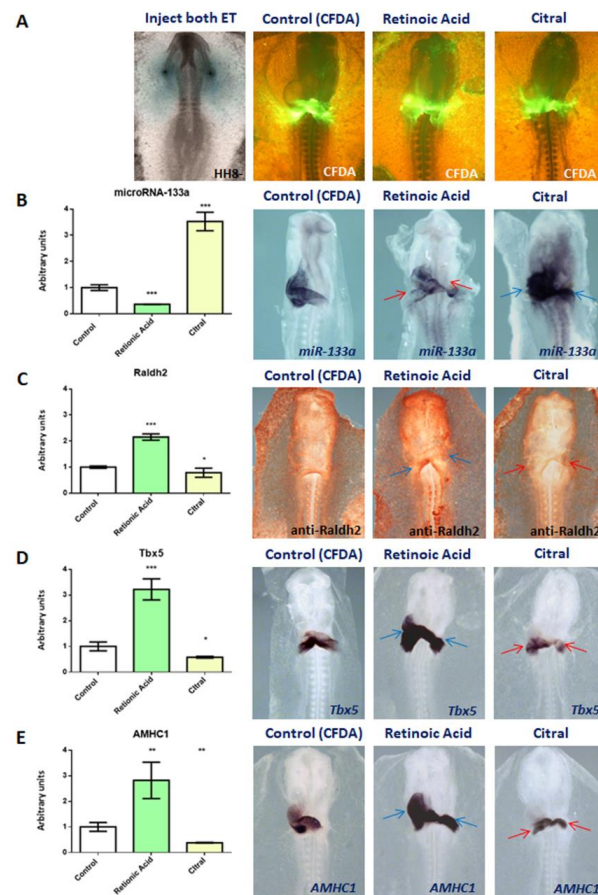 A
Inject both ET
Control (CFDA)
Retinoic Acid
Citral
HH8-
CFDA
CFDA
CFDA
B
microRNA-133a
Arbitrary units
4
3
2
1
0
***
***
Control
Retionic Acid
Citral
Control (CFDA)
Retinoic Acid
Citral
miR-133a
miR-133a
miR-133a
C
Raldh2
Arbitrary units
4
3
2
1
0
***
*
Control
Retionic Acid
Citral
Control (CFDA)
Retinoic Acid
Citral
anti-Raldh2
anti-Raldh2
anti-Raldh2
D
Tbx5
Arbitrary units
4
3
2
1
0
***
*
Control
Retionic Acid
Citral
Control (CFDA)
Retinoic Acid
Citral
Tbx5
Tbx5
Tbx5
E
AMHC1
Arbitrary units
4
3
2
1
0
**
**
Control
Retionic Acid
Citral
Control (CFDA)
Retinoic Acid
Citral
AMHC1
AMHC1
AMHC1